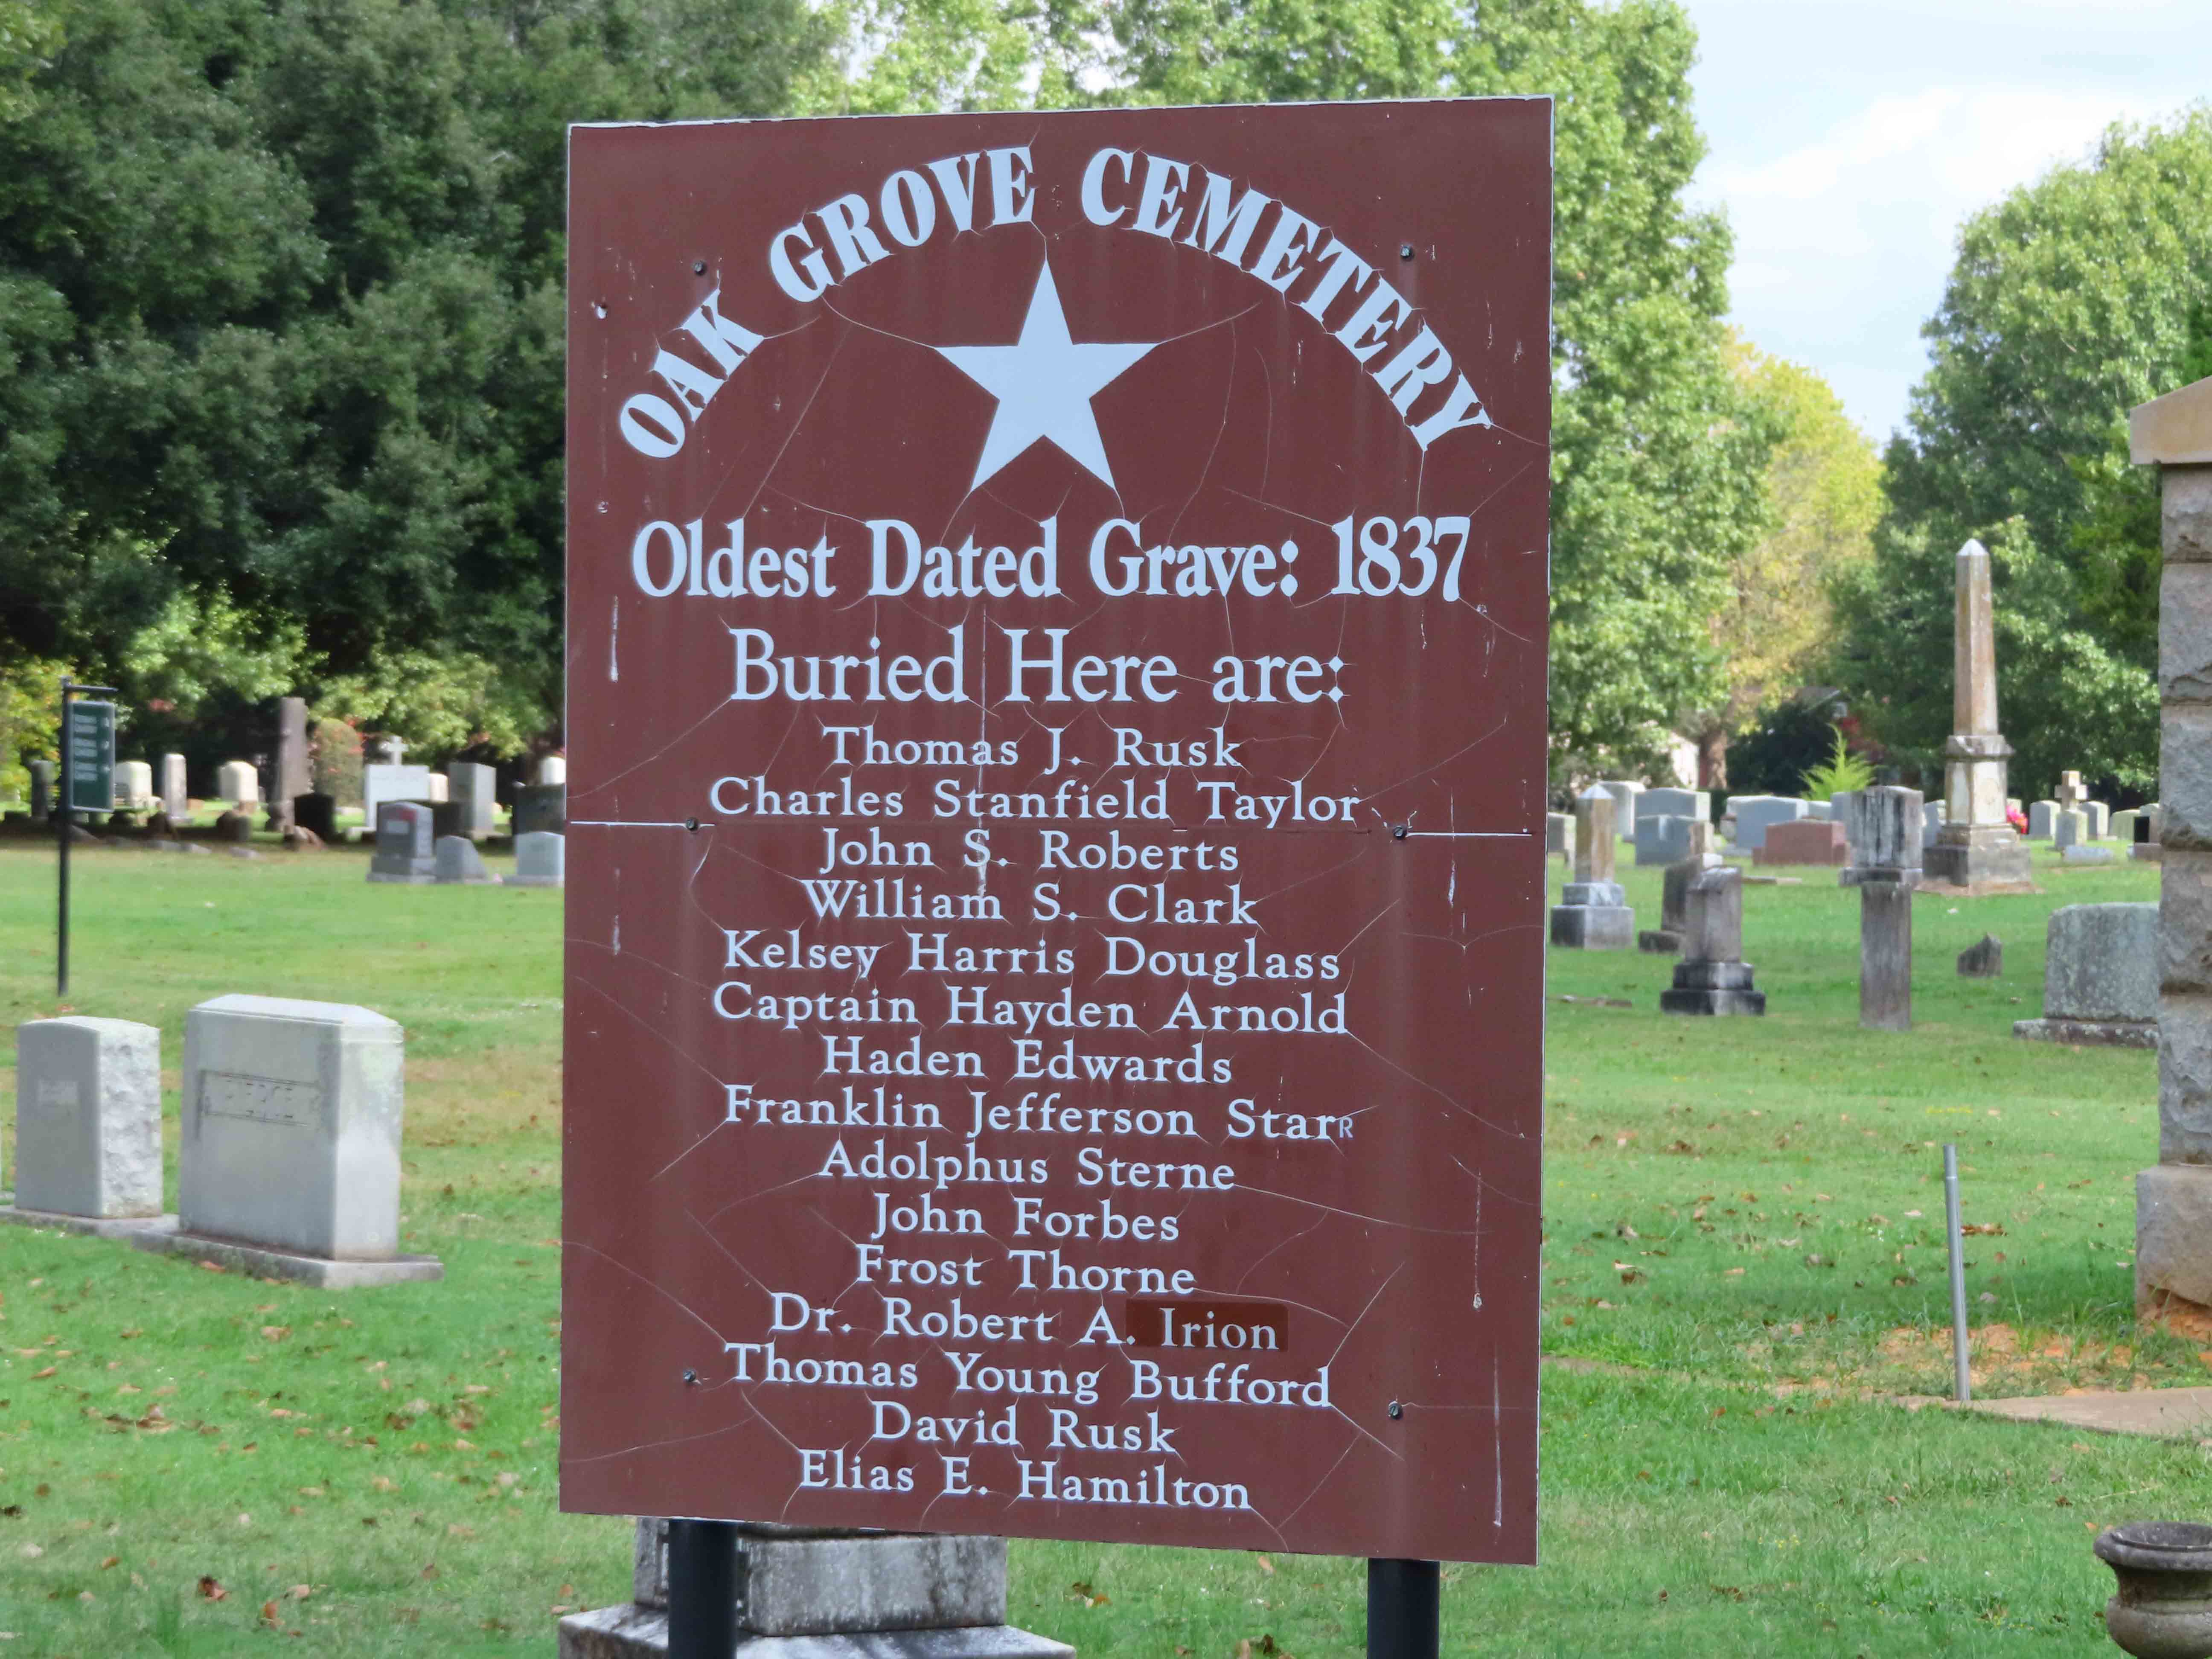 OAK GROVE CEMETERY
Oldest Dated Grave: 1837
Buried Here are:
Thomas J. Rusk
Charles Stanfield Taylor
John S. Roberts
William S. Clark
Kelsey Harris Douglass
Captain Hayden Arnold
Haden Edwards
Franklin Jefferson StarR
Adolphus Sterne
John Forbes
Frost Thorne
Dr. Robert A. Irion
Thomas Young Bufford
David Rusk
Elias E. Hamilton